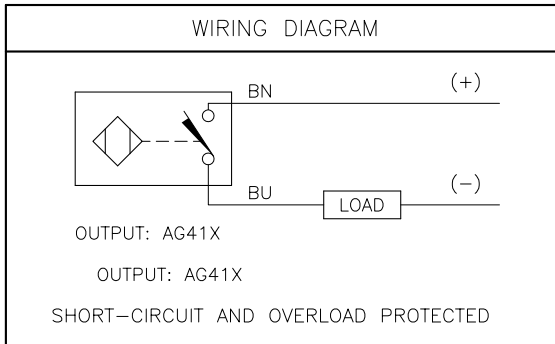 WIRING DIAGRAM
BN
(+)
BU
LOAD
(-)
OUTPUT: AG41X
OUTPUT: AG41X
SHORT-CIRCUIT AND OVERLOAD PROTECTED